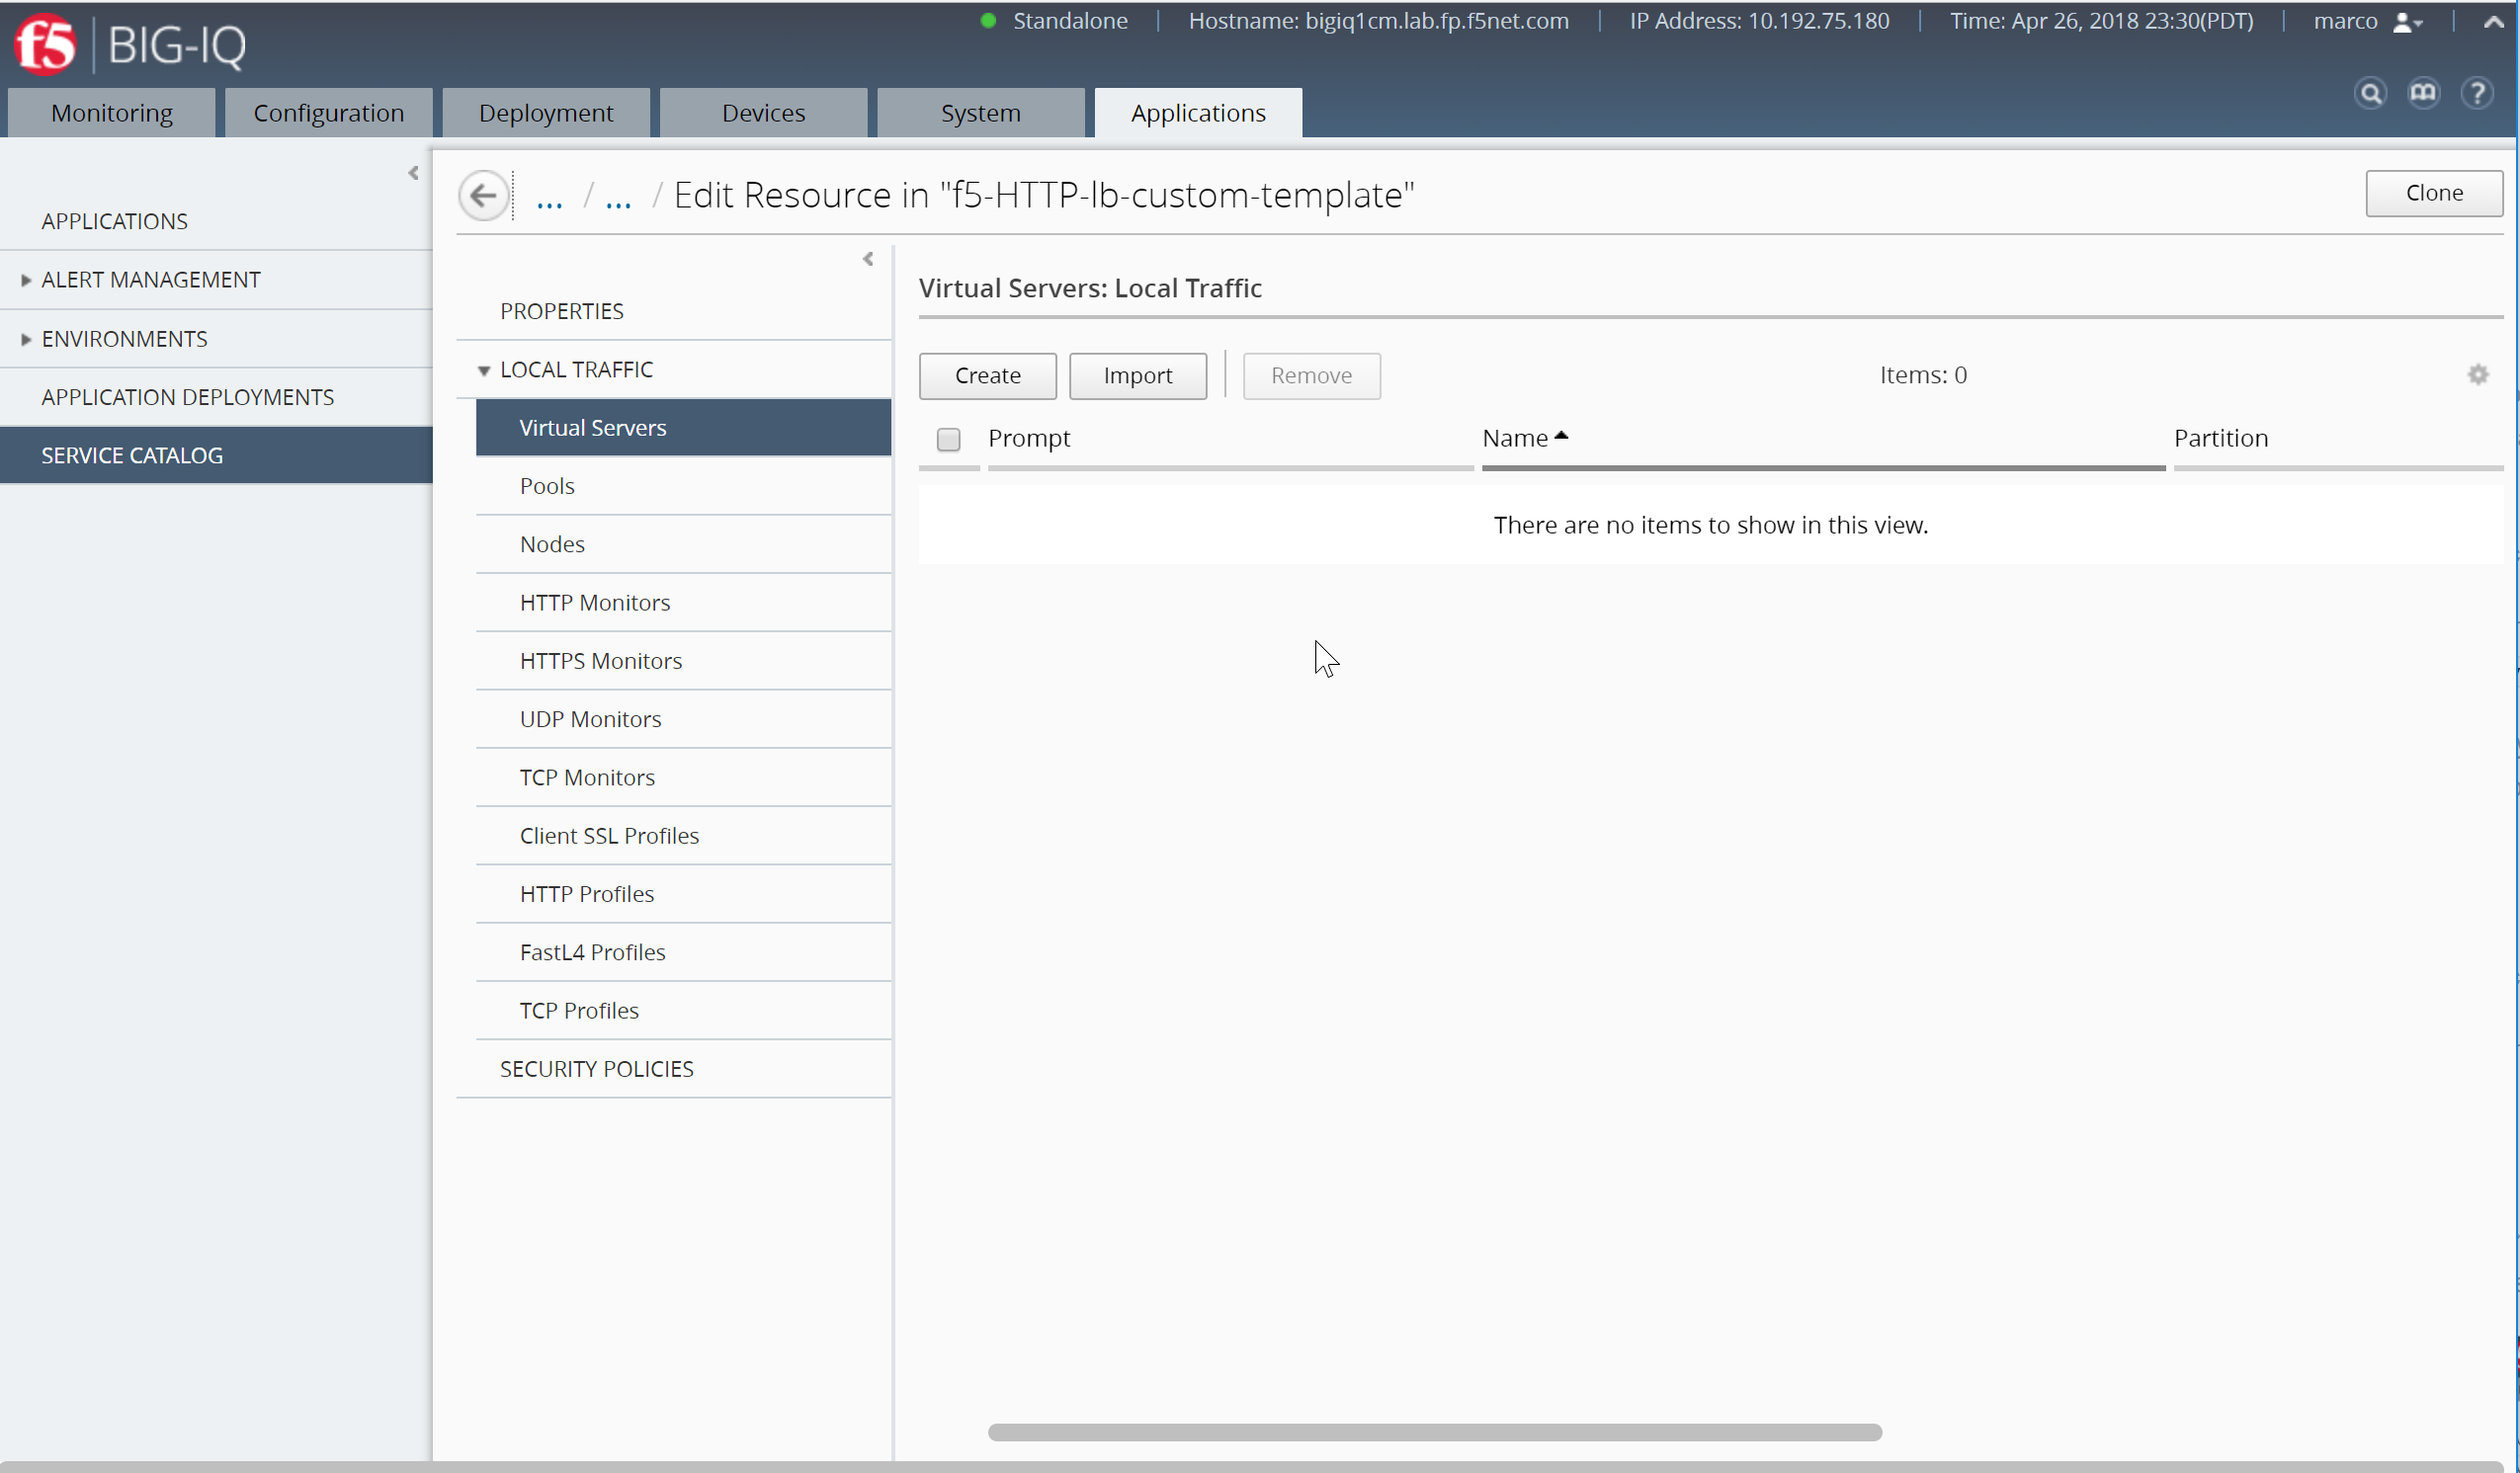 f5 BIG-IQ
Standalone Hostname: bigiq1cm.lab.fp.f5net.com IP Address: 10.192.75.180 Time: Apr 26, 2018 23:30(PDT) marco
Monitoring Configuration Deployment Devices System Applications
APPLICATIONS
ALERT MANAGEMENT
ENVIRONMENTS
APPLICATION DEPLOYMENTS
SERVICE CATALOG
... / ... / Edit Resource in "f5-HTTP-lb-custom-template"
Clone
PROPERTIES
LOCAL TRAFFIC
Virtual Servers
Pools
Nodes
HTTP Monitors
HTTPS Monitors
UDP Monitors
TCP Monitors
Client SSL Profiles
HTTP Profiles
FastL4 Profiles
TCP Profiles
SECURITY POLICIES
Virtual Servers: Local Traffic
Create Import Remove Items: 0
Prompt Name Partition
There are no items to show in this view.